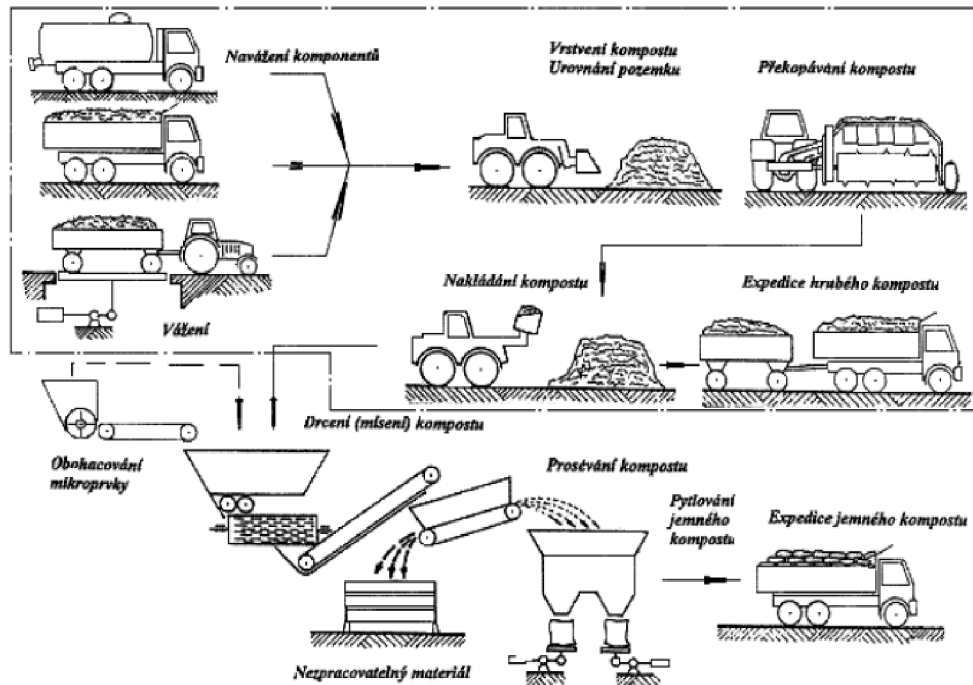 Navážení komponentů
Vrstvení kompostu
Urovnání pozemku
Překopávání kompostu
Vážení
Nakládání kompostu
Expedice hrubého kompostu
Obohacování
mikroprvky
Drcení (mísení) kompostu
Prosévání kompostu
Pytlování
jemného
kompostu
Expedice jemného kompostu
Nezpracovatelný materiál